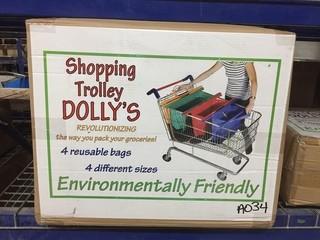 Shopping
Trolley
DOLLY'S
REVOLUTIONIZING
the way you pack your groceries!
4 reusable bags
4 different sizes
Environmentally Friendly
A034